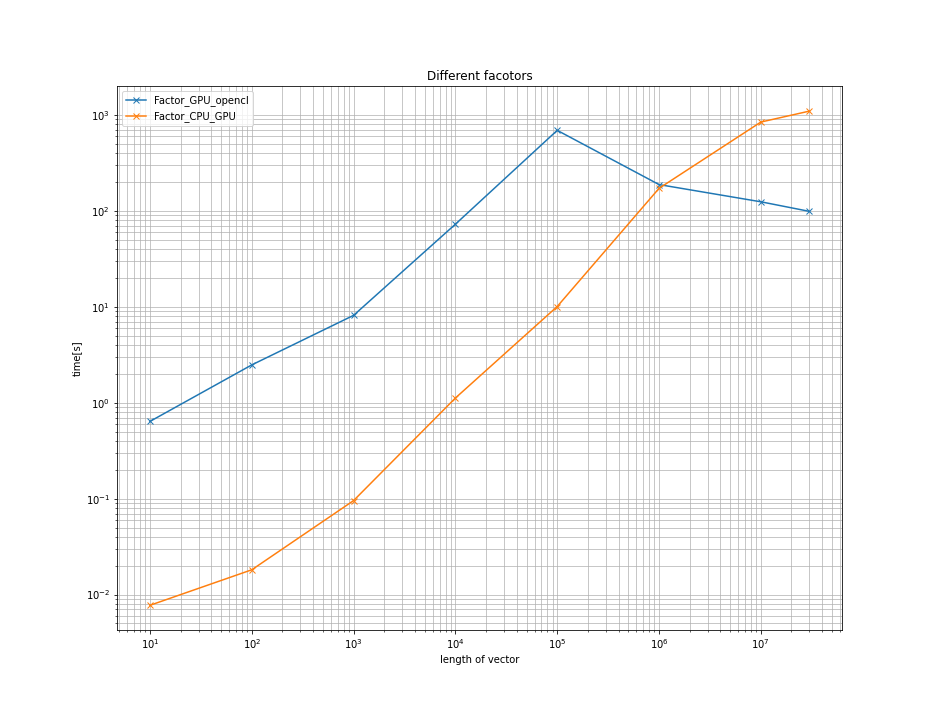 Different facotors
Factor_GPU_opencl
Factor_CPU_GPU
10³
10²
10¹
10⁰
10⁻¹
10⁻²
time[s]
10¹ 10² 10³ 10⁴ 10⁵ 10⁶ 10⁷
length of vector